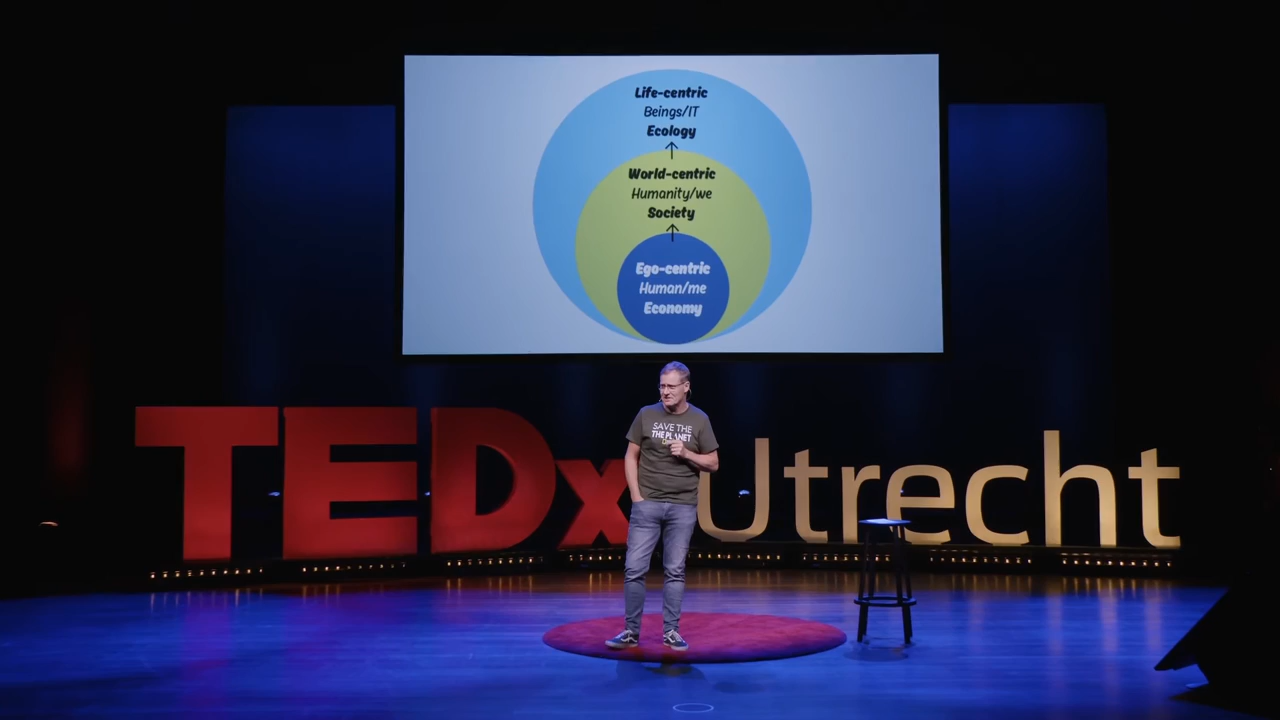 Life-centric
Beings/IT
Ecology
World-centric
Humanity/we
Society
Ego-centric
Human/me
Economy
SAVE THE
THE PLANET
TEDxUtrecht